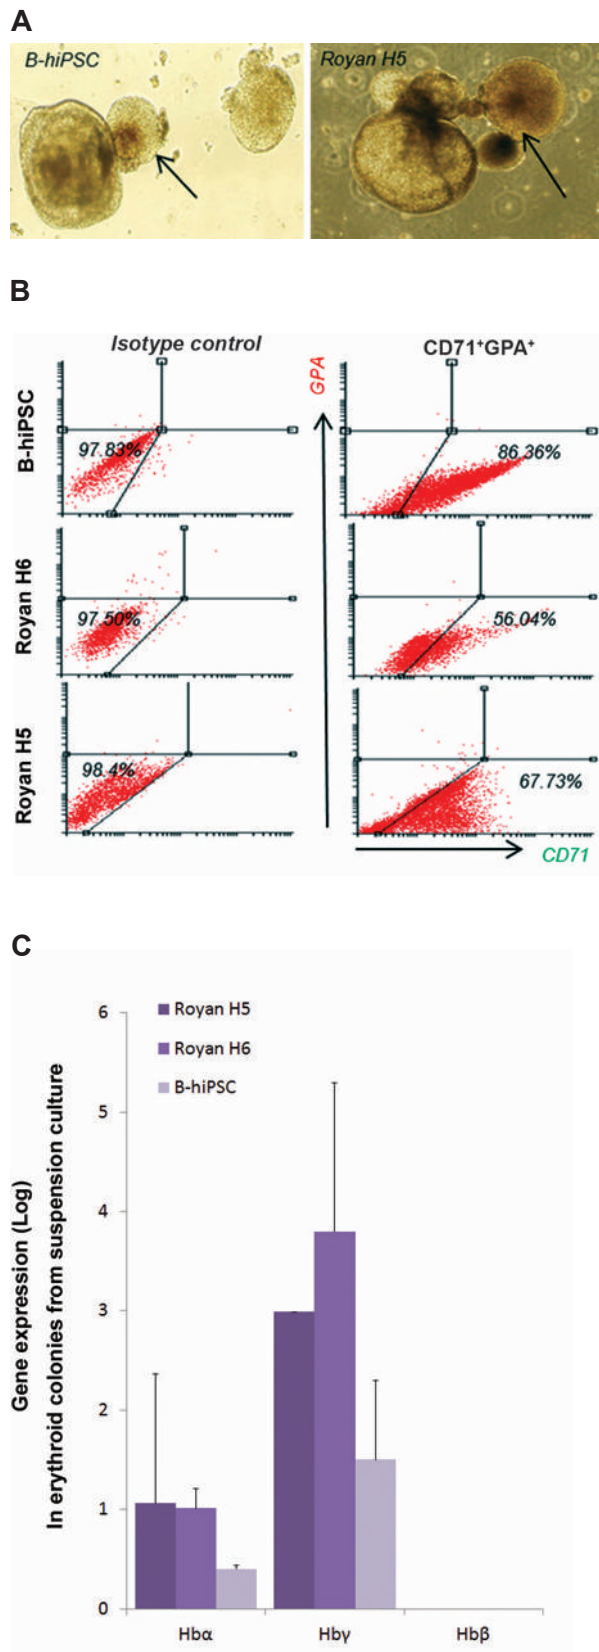 A
B-hiPSC
Royan H5
B
Isotype control
CD71⁺GPA⁺
GPA
B-hiPSC
97.83%
86.36%
Royan H6
97.50%
56.04%
Royan H5
98.4%
67.73%
CD71
C
Gene expression (Log)
In erythroid colonies from suspension culture
Royan H5
Royan H6
B-hiPSC
6
5
4
3
2
1
0
Hbα
Hbγ
Hbβ